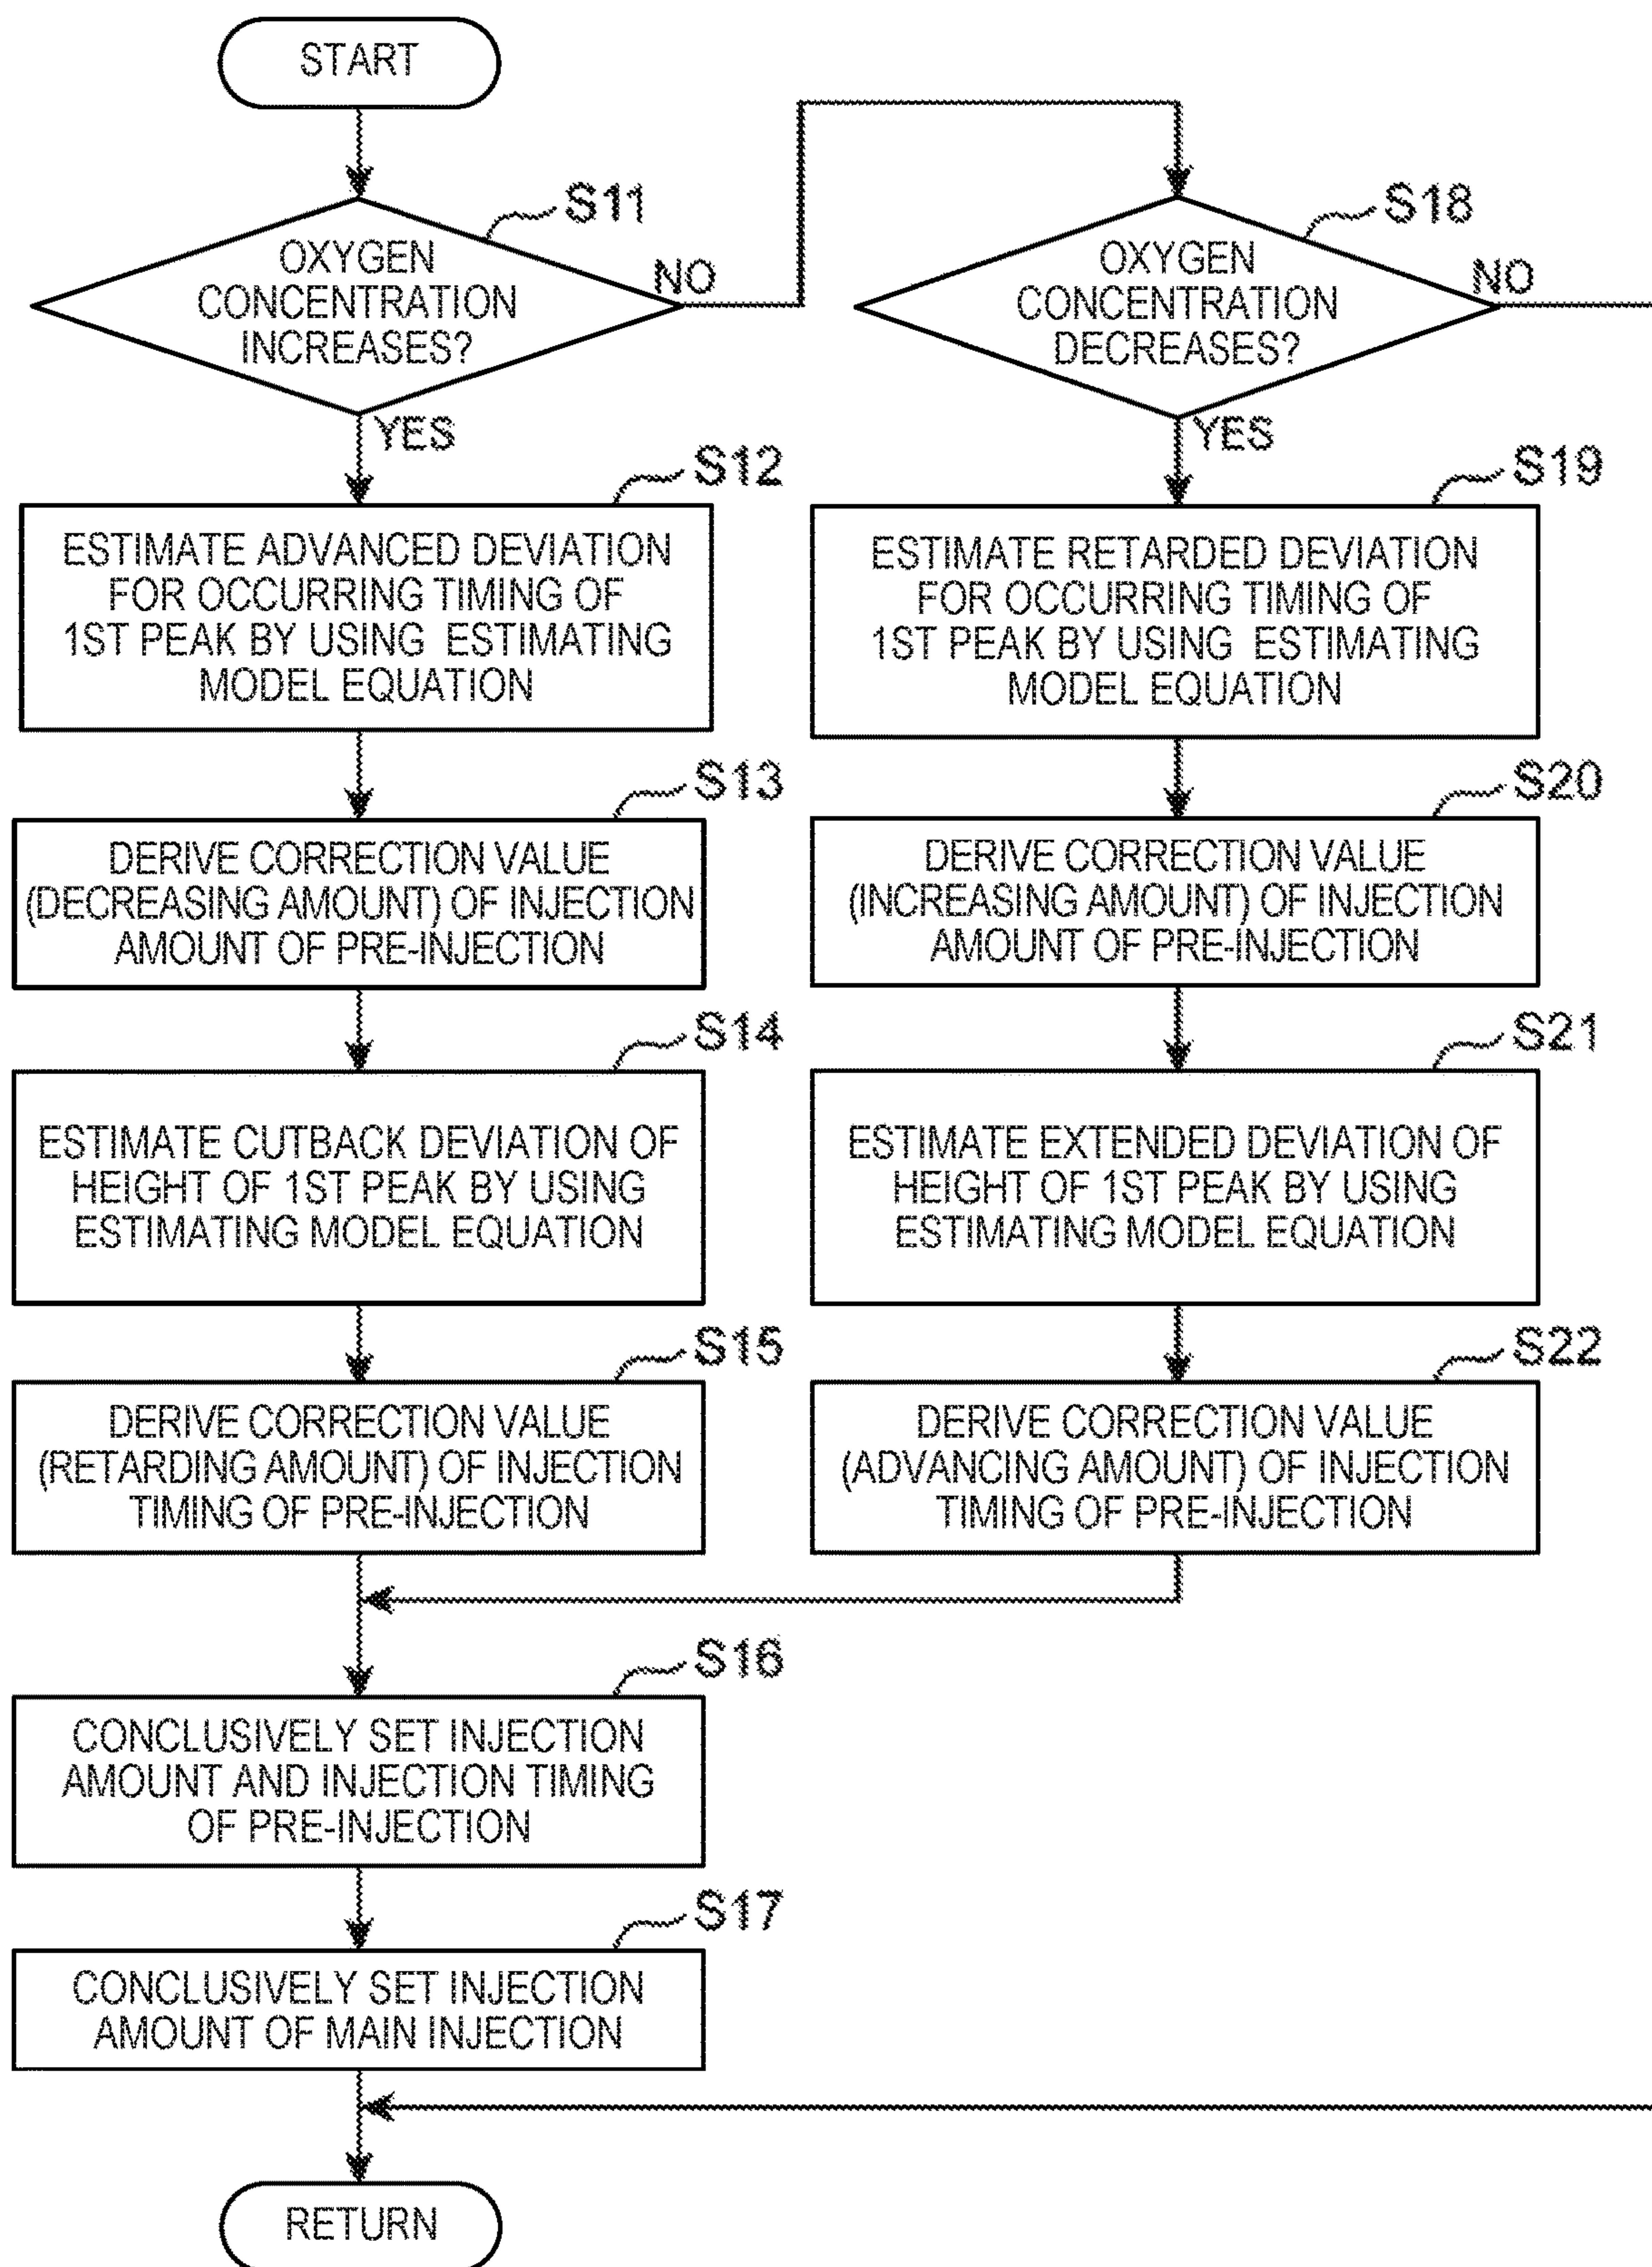 START
S11
OXYGEN
CONCENTRATION
INCREASES?
NO
YES
S12
ESTIMATE ADVANCED DEVIATION
FOR OCCURRING TIMING OF
1ST PEAK BY USING ESTIMATING
MODEL EQUATION
S13
DERIVE CORRECTION VALUE
(DECREASING AMOUNT) OF INJECTION
AMOUNT OF PRE-INJECTION
S14
ESTIMATE CUTBACK DEVIATION OF
HEIGHT OF 1ST PEAK BY USING
ESTIMATING MODEL EQUATION
S15
DERIVE CORRECTION VALUE
(RETARDING AMOUNT) OF INJECTION
TIMING OF PRE-INJECTION
S16
CONCLUSIVELY SET INJECTION
AMOUNT AND INJECTION TIMING
OF PRE-INJECTION
S17
CONCLUSIVELY SET INJECTION
AMOUNT OF MAIN INJECTION
RETURN
S18
OXYGEN
CONCENTRATION
DECREASES?
NO
YES
S19
ESTIMATE RETARDED DEVIATION
FOR OCCURRING TIMING OF
1ST PEAK BY USING ESTIMATING
MODEL EQUATION
S20
DERIVE CORRECTION VALUE
(INCREASING AMOUNT) OF INJECTION
AMOUNT OF PRE-INJECTION
S21
ESTIMATE EXTENDED DEVIATION OF
HEIGHT OF 1ST PEAK BY USING
ESTIMATING MODEL EQUATION
S22
DERIVE CORRECTION VALUE
(ADVANCING AMOUNT) OF INJECTION
TIMING OF PRE-INJECTION